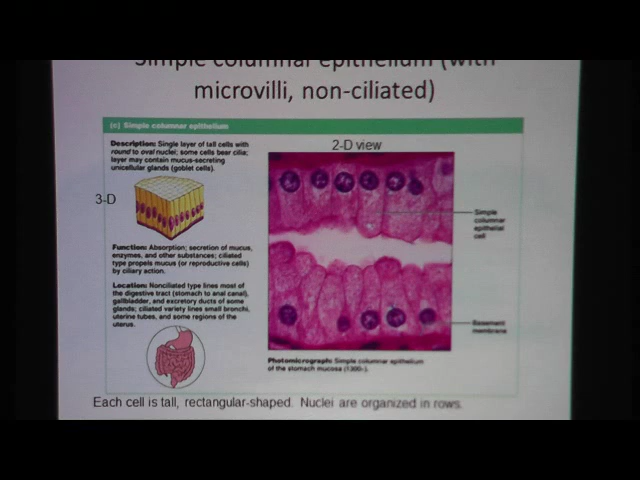 Simple columnar epithelium (with
microvilli, non-ciliated)
(c) Simple columnar epithelium
Description: Single layer of tall cells with
round to oval nuclei; some cells bear cilia;
layer may contain mucus-secreting
unicellular glands (goblet cells).
2-D view
3-D
Simple
columnar
epithelial
cell
Function: Absorption; secretion of mucus,
enzymes, and other substances; ciliated
type propels mucus (or reproductive cells)
by ciliary action.
Location: Nonciliated type lines most
of the digestive tract (stomach to anal canal),
gallbladder, and excretory ducts of some
glands; ciliated variety lines small bronchi,
uterine tubes, and some regions of the
uterus.
Basement
membrane
Photomicrograph: Simple columnar epithelium
of the stomach mucosa (1300×).
Each cell is tall, rectangular-shaped. Nuclei are organized in rows.